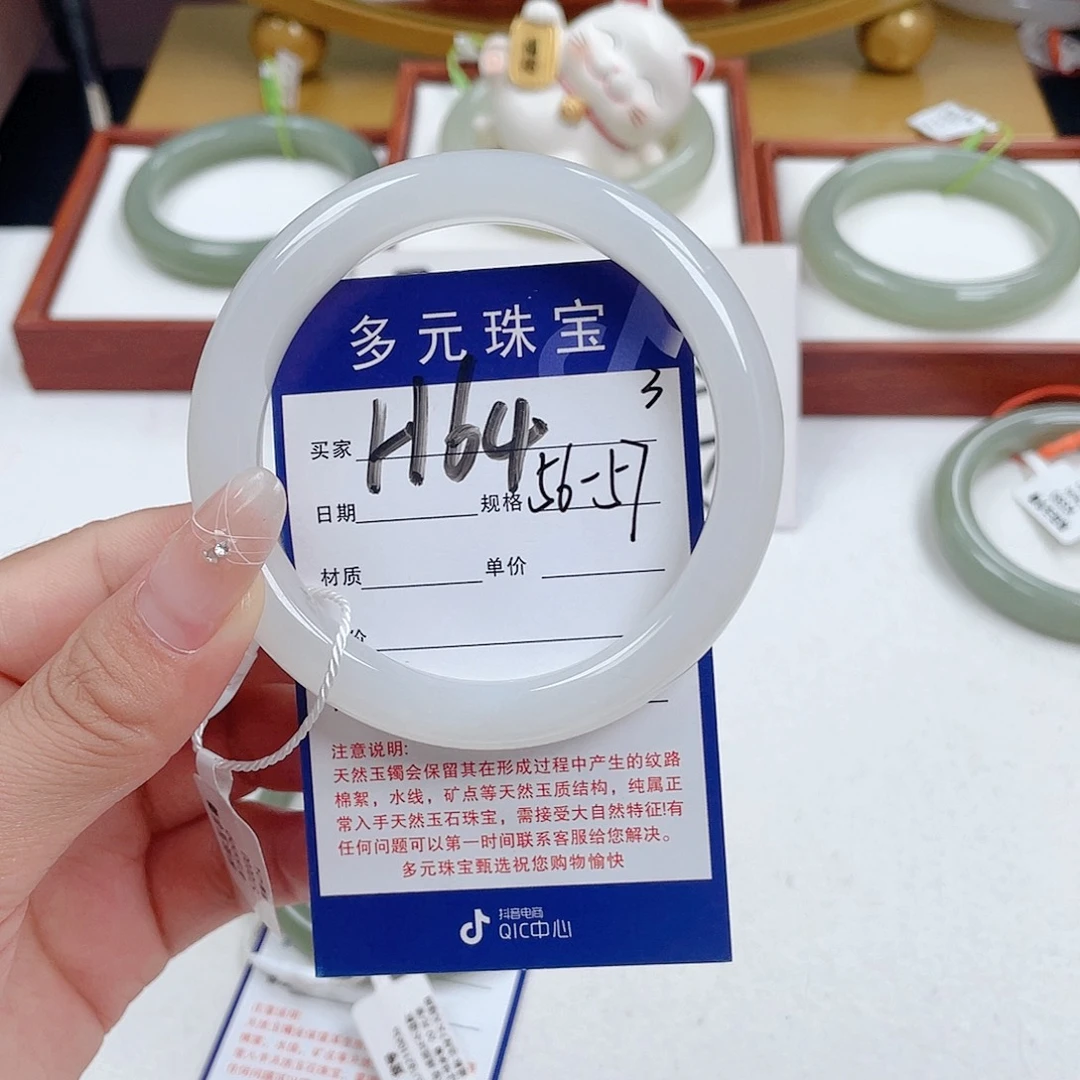 多元珠宝
3
买家 H64
日期 规格 56-57
材质 单价
注意说明:
天然玉镯会保留其在形成过程中产生的纹路
棉絮，水线，矿点等天然玉质结构，纯属正
常入手天然玉石珠宝，需接受大自然特征!有
任何问题可以第一时间联系客服给您解决。
多元珠宝甄选祝您购物愉快
抖音电商
QIC中心